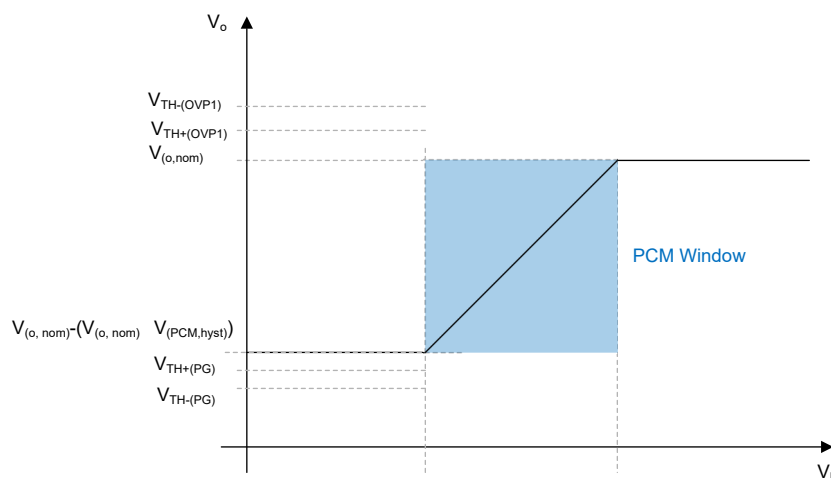 Vo
VTH-(OVP1)
VTH+(OVP1)
V(o,nom)
PCM Window
V(o, nom)-(V(o, nom) V(PCM,hyst))
VTH+(PG)
VTH-(PG)